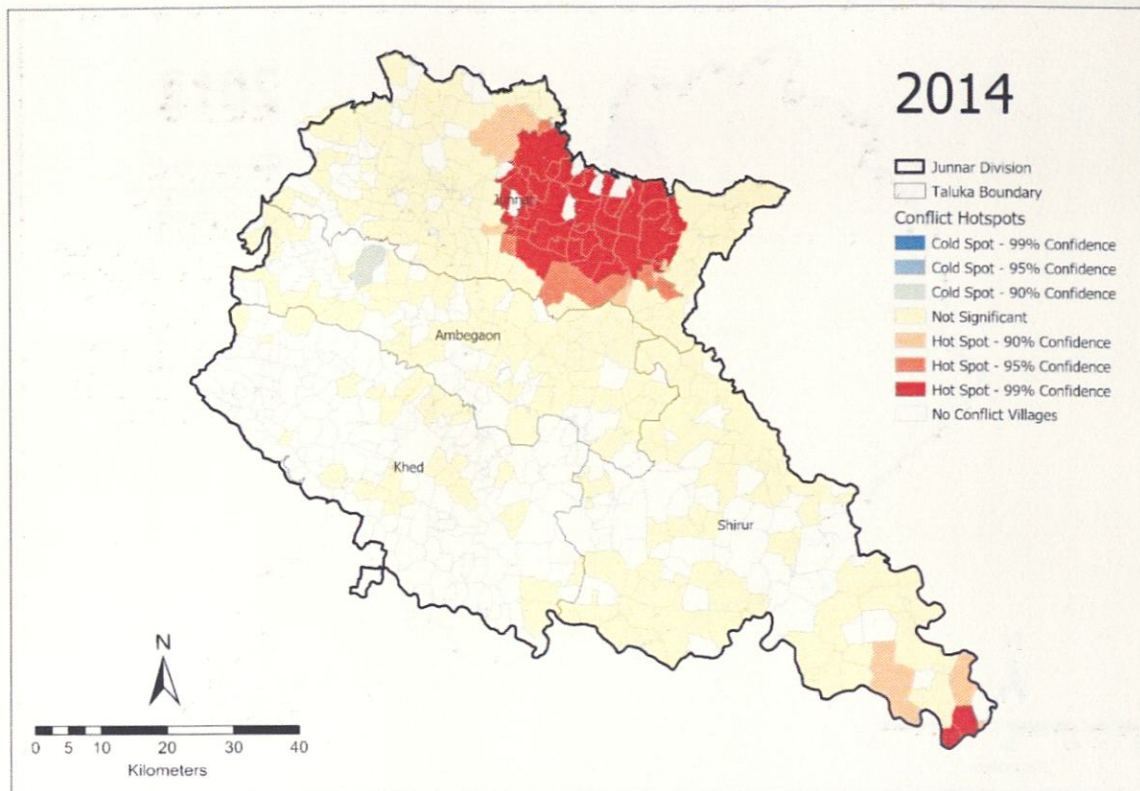 2014
Junnar Division
Taluka Boundary
Conflict Hotspots
Cold Spot - 99% Confidence
Cold Spot - 95% Confidence
Cold Spot - 90% Confidence
Not Significant
Hot Spot - 90% Confidence
Hot Spot - 95% Confidence
Hot Spot - 99% Confidence
No Conflict Villages
Junnar
Ambegaon
Khed
Shirur
N
0 5 10 20 30 40
Kilometers